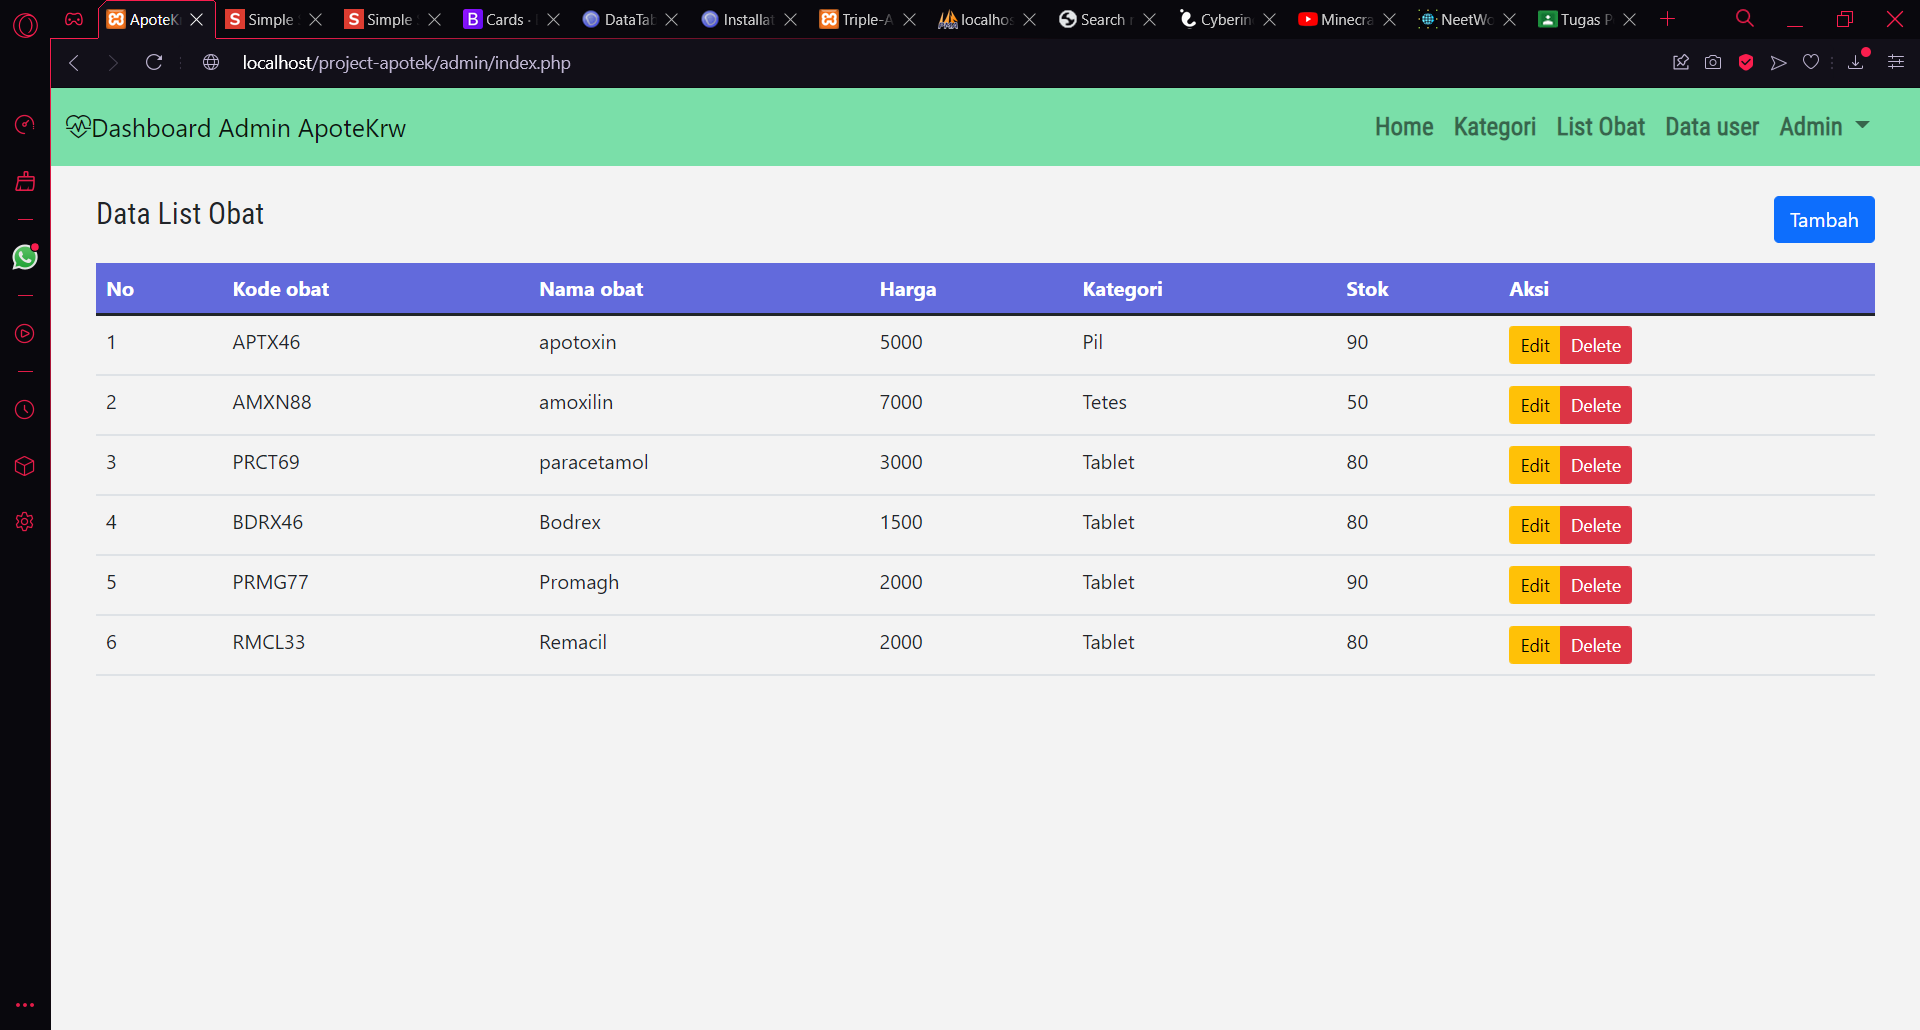 ApoteK
Simple
Simple
Cards ·
DataTab
Installat
Triple-A
localhos
Search r
Cyberin
Minecra
NeetWo
Tugas P
localhost/project-apotek/admin/index.php
Dashboard Admin ApoteKrw
Home Kategori List Obat Data user Admin
Data List Obat
Tambah
No Kode obat Nama obat Harga Kategori Stok Aksi
1 APTX46 apotoxin 5000 Pil 90 Edit Delete
2 AMXN88 amoxilin 7000 Tetes 50 Edit Delete
3 PRCT69 paracetamol 3000 Tablet 80 Edit Delete
4 BDRX46 Bodrex 1500 Tablet 80 Edit Delete
5 PRMG77 Promagh 2000 Tablet 90 Edit Delete
6 RMCL33 Remacil 2000 Tablet 80 Edit Delete